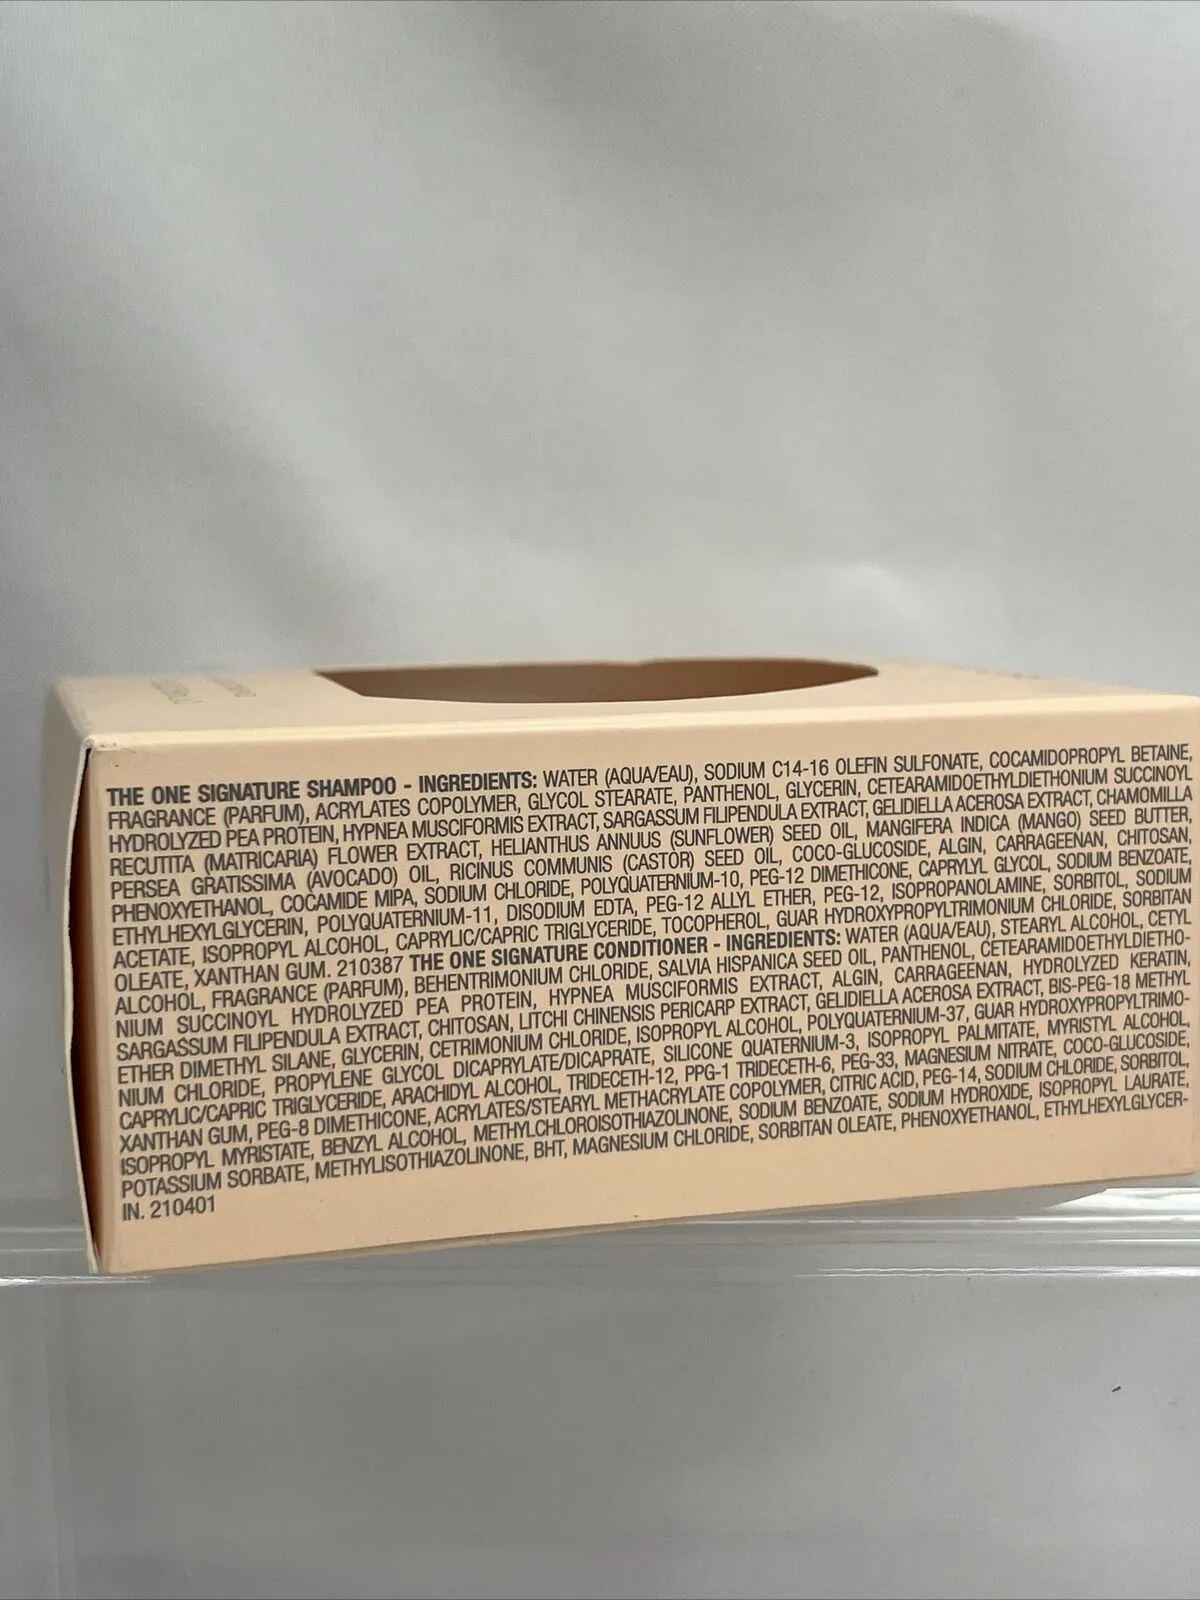 THE ONE SIGNATURE SHAMPOO - INGREDIENTS: WATER (AQUA/EAU), SODIUM C14-16 OLEFIN SULFONATE, COCAMIDOPROPYL BETAINE,
FRAGRANCE (PARFUM), ACRYLATES COPOLYMER, GLYCOL STEARATE, PANTHENOL, GLYCERIN, CETEARAMIDOETHYLDIETHONIUM SUCCINOYL
HYDROLYZED PEA PROTEIN, HYPNEA MUSCIFORMIS EXTRACT, SARGASSUM FILIPENDULA EXTRACT, GELIDIELLA ACEROSA EXTRACT, CHAMOMILLA
RECUTITA (MATRICARIA) FLOWER EXTRACT, HELIANTHUS ANNUUS (SUNFLOWER) SEED OIL, MANGIFERA INDICA (MANGO) SEED BUTTER,
PERSEA GRATISSIMA (AVOCADO) OIL, RICINUS COMMUNIS (CASTOR) SEED OIL, COCO-GLUCOSIDE, ALGIN, CARRAGEENAN, CHITOSAN,
PHENOXYETHANOL, COCAMIDE MIPA, SODIUM CHLORIDE, POLYQUATERNIUM-10, PEG-12 DIMETHICONE, CAPRYLYL GLYCOL, SODIUM BENZOATE,
ETHYLHEXYLGLYCERIN, POLYQUATERNIUM-11, DISODIUM EDTA, PEG-12 ALLYL ETHER, PEG-12, ISOPROPANOLAMINE, SORBITOL, SODIUM
ACETATE, ISOPROPYL ALCOHOL, CAPRYLIC/CAPRIC TRIGLYCERIDE, TOCOPHEROL, GUAR HYDROXYPROPYLTRIMONIUM CHLORIDE, SORBITAN
OLEATE, XANTHAN GUM. 210387 THE ONE SIGNATURE CONDITIONER - INGREDIENTS: WATER (AQUA/EAU), STEARYL ALCOHOL, CETYL
ALCOHOL, FRAGRANCE (PARFUM), BEHENTRIMONIUM CHLORIDE, SALVIA HISPANICA SEED OIL, PANTHENOL, CETEARAMIDOETHYLDIETHO-
NIUM SUCCINOYL HYDROLYZED PEA PROTEIN, HYPNEA MUSCIFORMIS EXTRACT, ALGIN, CARRAGEENAN, HYDROLYZED KERATIN,
SARGASSUM FILIPENDULA EXTRACT, CHITOSAN, LITCHI CHINENSIS PERICARP EXTRACT, GELIDIELLA ACEROSA EXTRACT, BIS-PEG-18 METHYL
ETHER DIMETHYL SILANE, GLYCERIN, CETRIMONIUM CHLORIDE, ISOPROPYL ALCOHOL, POLYQUATERNIUM-37, GUAR HYDROXYPROPYLTRIMO-
NIUM CHLORIDE, PROPYLENE GLYCOL DICAPRYLATE/DICAPRATE, SILICONE QUATERNIUM-3, ISOPROPYL PALMITATE, MYRISTYL ALCOHOL,
CAPRYLIC/CAPRIC TRIGLYCERIDE, ARACHIDYL ALCOHOL, TRIDECETH-12, PPG-1 TRIDECETH-6, PEG-33, MAGNESIUM NITRATE, COCO-GLUCOSIDE,
XANTHAN GUM, PEG-8 DIMETHICONE, ACRYLATES/STEARYL METHACRYLATE COPOLYMER, CITRIC ACID, PEG-14, SODIUM CHLORIDE, SORBITOL,
ISOPROPYL MYRISTATE, BENZYL ALCOHOL, METHYLCHLOROISOTHIAZOLINONE, SODIUM BENZOATE, SODIUM HYDROXIDE, ISOPROPYL LAURATE,
POTASSIUM SORBATE, METHYLISOTHIAZOLINONE, BHT, MAGNESIUM CHLORIDE, SORBITAN OLEATE, PHENOXYETHANOL, ETHYLHEXYLGLYCER-
IN. 210401